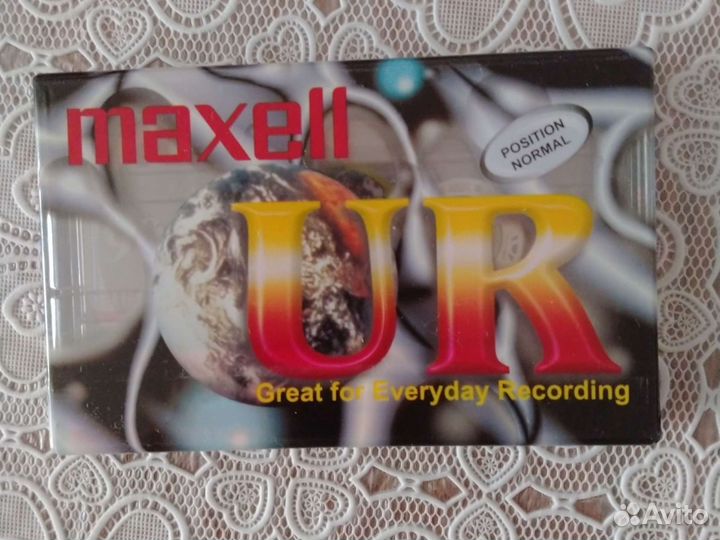 maxell
POSITION
NORMAL
UR
Great for Everyday Recording
Avito